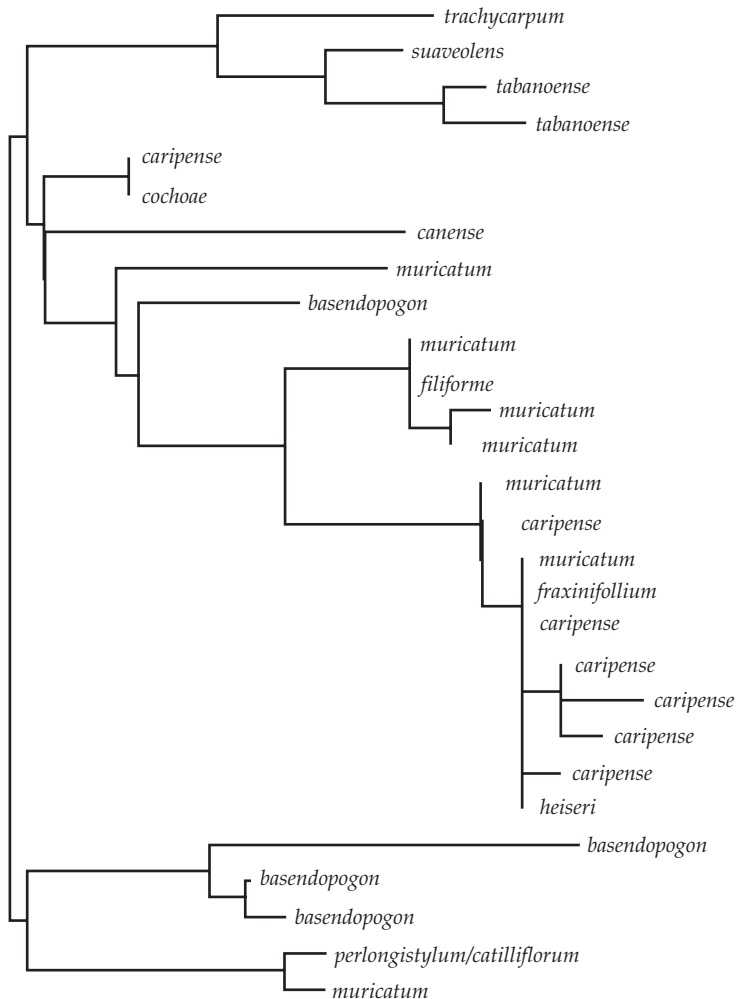 trachycarpum
suaveolens
tabanoense
tabanoense
caripense
cochoae
canense
muricatum
basendopogon
muricatum
filiforme
muricatum
muricatum
muricatum
caripense
muricatum
fraxinifollium
caripense
caripense
caripense
caripense
caripense
heiseri
basendopogon
basendopogon
basendopogon
perlongistylum/catilliflorum
muricatum